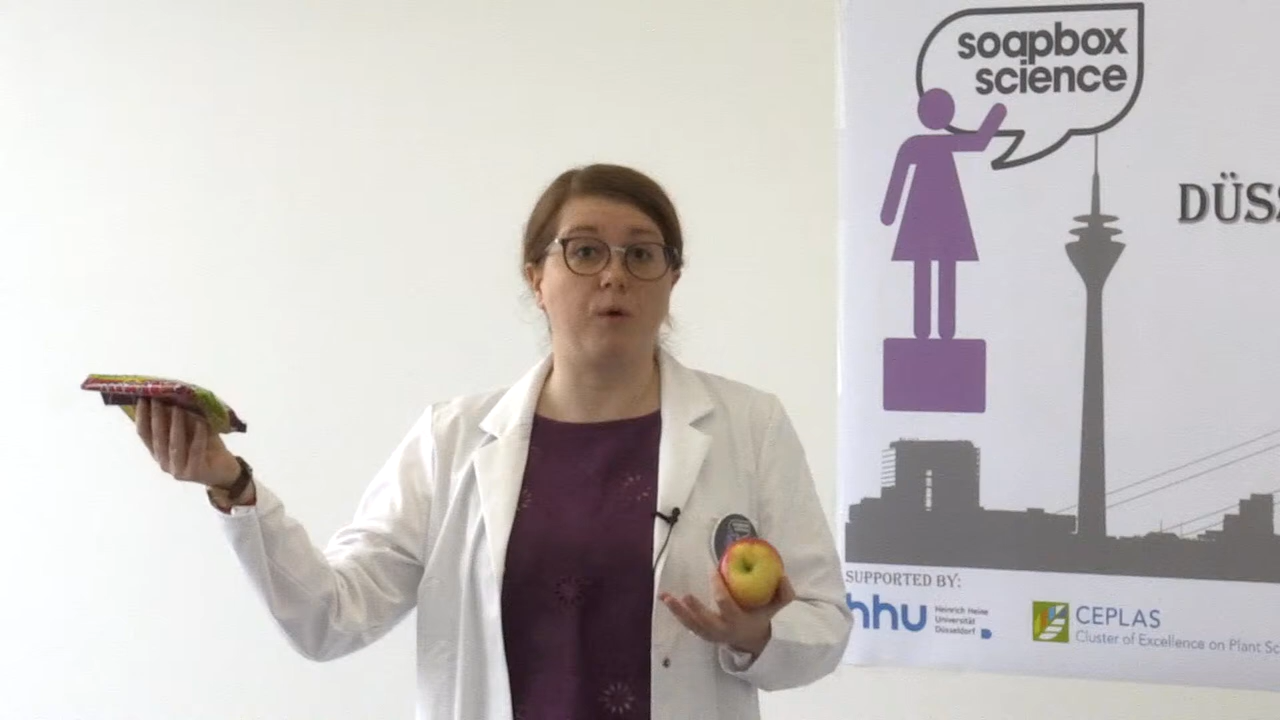 soapbox
science
DÜSS
SUPPORTED BY:
hhu
Heinrich Heine
Universität
Düsseldorf
CEPLAS
Cluster of Excellence on Plant Sc